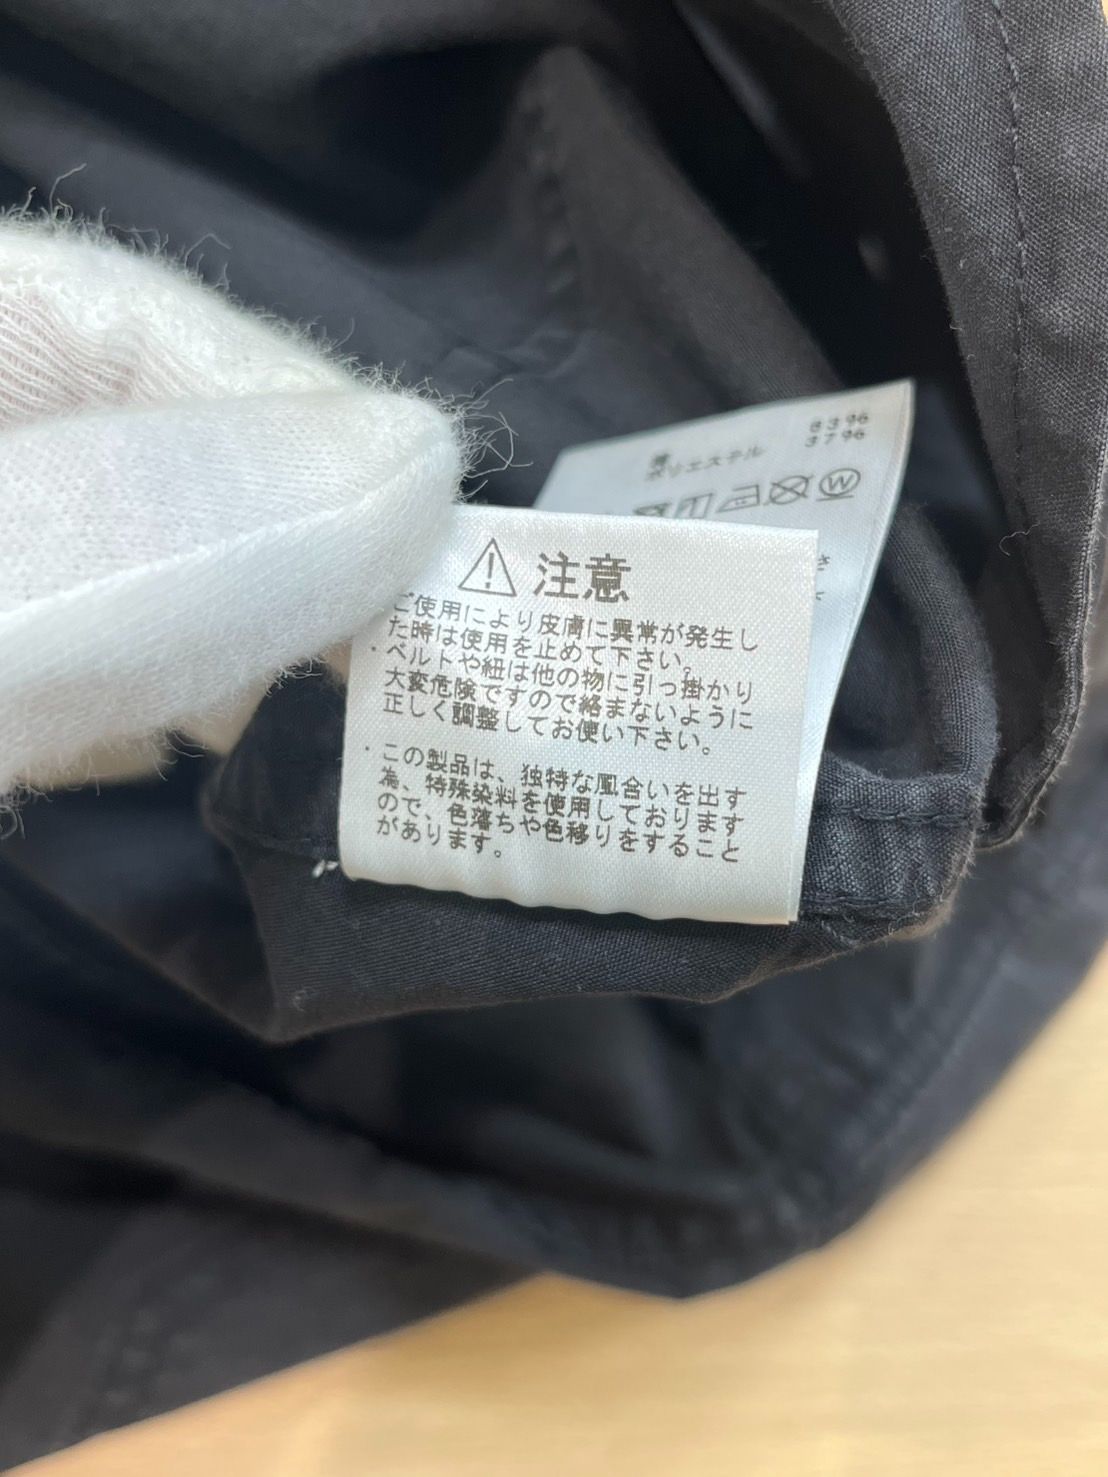 綿
ポリエステル 37%
W
注意
ご使用により皮膚に異常が発生し
た時は使用を止めて下さい。
・ベルトや紐は他の物に引っ掛かり
大変危険ですので絡まないように
正しく調整してお使い下さい。
・この製品は、独特な風合いを出す
為、特殊染料を使用しております
ので、色落ちや色移りをすること
があります。